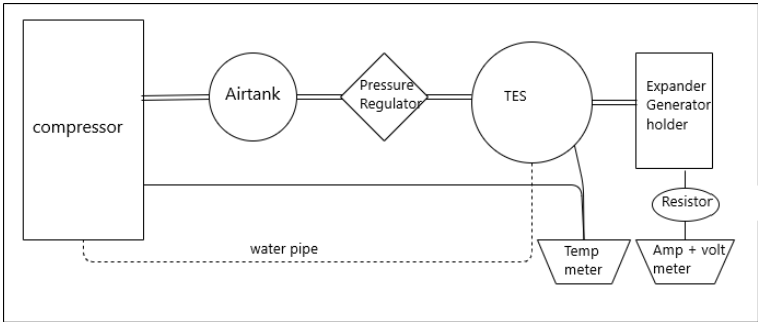 compressor
Airtank
Pressure
Regulator
TES
Expander
Generator
holder
Resistor
water pipe
Temp
meter
Amp + volt
meter